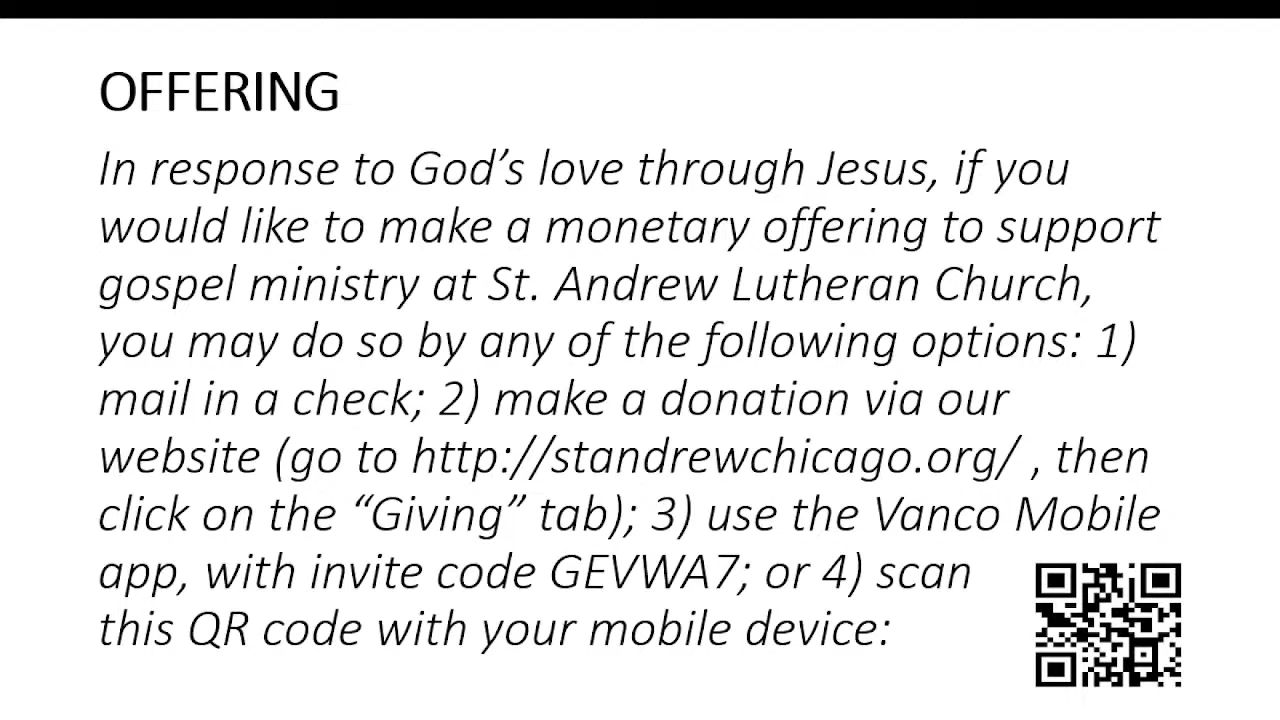 OFFERING
In response to God’s love through Jesus, if you
would like to make a monetary offering to support
gospel ministry at St. Andrew Lutheran Church,
you may do so by any of the following options: 1)
mail in a check; 2) make a donation via our
website (go to http://standrewchicago.org/ , then
click on the “Giving” tab); 3) use the Vanco Mobile
app, with invite code GEVWA7; or 4) scan
this QR code with your mobile device: